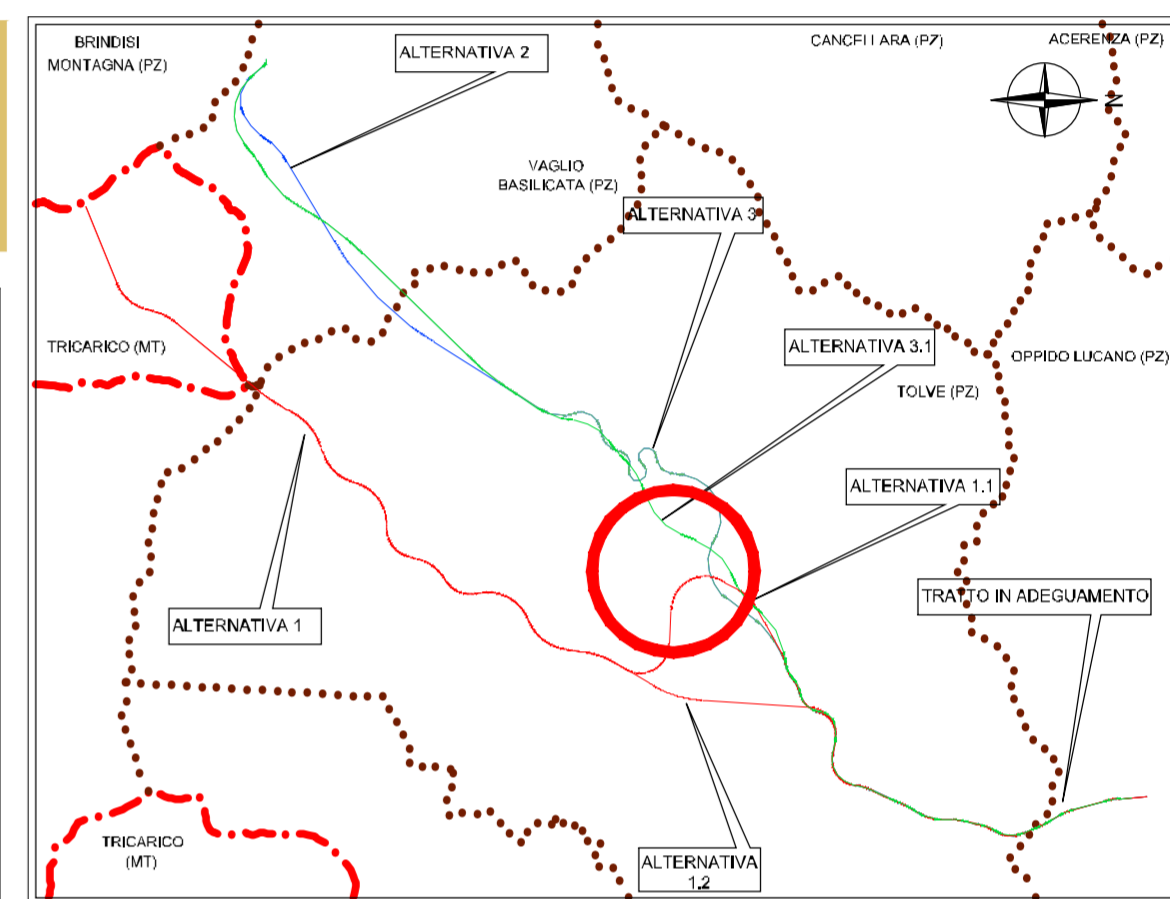 BRINDISI
MONTAGNA (PZ)
ALTERNATIVA 2
CANCELLARA (PZ)
ACERENZA (PZ)
N
VAGLIO
BASILICATA (PZ)
ALTERNATIVA 3
TRICARICO (MT)
ALTERNATIVA 3.1
OPPIDO LUCANO (PZ)
TOLVE (PZ)
ALTERNATIVA 1.1
TRATTO IN ADEGUAMENTO
ALTERNATIVA 1
TRICARICO
(MT)
ALTERNATIVA
1.2